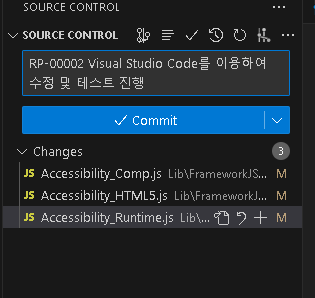 SOURCE CONTROL
SOURCE CONTROL
RP-00002 Visual Studio Code를 이용하여
수정 및 테스트 진행
Commit
Changes 3
JS Accessibility_Comp.js Lib\FrameworkJS... M
JS Accessibility_HTML5.js Lib\FrameworkJ... M
JS Accessibility_Runtime.js Lib\... M